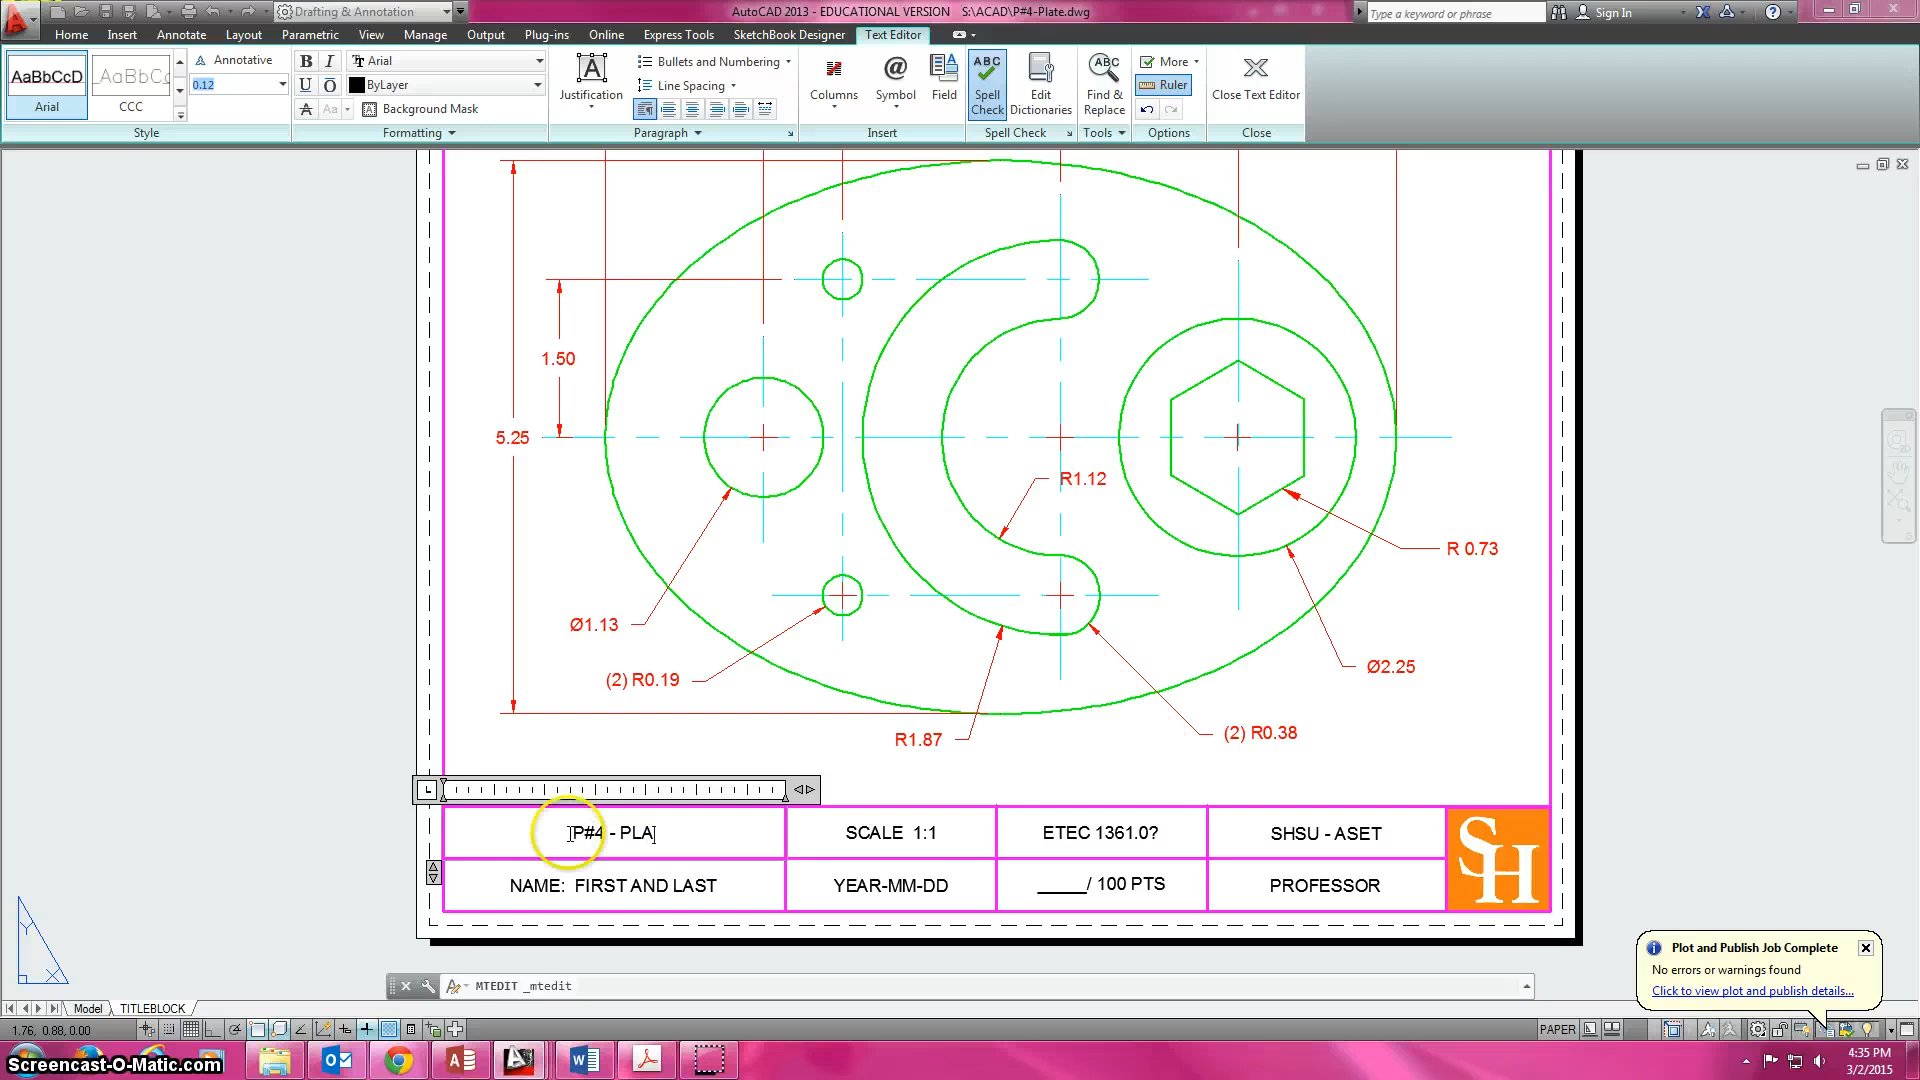 Drafting & Annotation
AutoCAD 2013 - EDUCATIONAL VERSION S:\ACAD\P#4-Plate.dwg
Type a keyword or phrase
Sign In
Home Insert Annotate Layout Parametric View Manage Output Plug-ins Online Express Tools SketchBook Designer Text Editor
AaBbCcD
Arial
AaBbCc
CCC
Annotative
0.12
Style
B I Arial
U O ByLayer
A Aa Background Mask
Formatting
Justification
Bullets and Numbering
Line Spacing
Paragraph
Columns
Symbol
Field
Insert
ABC
Spell Check
Edit Dictionaries
Spell Check
ABC
Find & Replace
Tools
More
Ruler
Options
Close Text Editor
Close
1.50
5.25
R1.12
R 0.73
Ø1.13
(2) R0.19
Ø2.25
R1.87
(2) R0.38
P#4 - PLA
SCALE 1:1
ETEC 1361.0?
SHSU - ASET
NAME: FIRST AND LAST
YEAR-MM-DD
_____/ 100 PTS
PROFESSOR
SH
Y
X
Plot and Publish Job Complete
No errors or warnings found
Click to view plot and publish details...
MTEDIT _mtedit
Model TITLEBLOCK
1.76, 0.88, 0.00
PAPER
Screencast-O-Matic.com
4:35 PM
3/2/2015